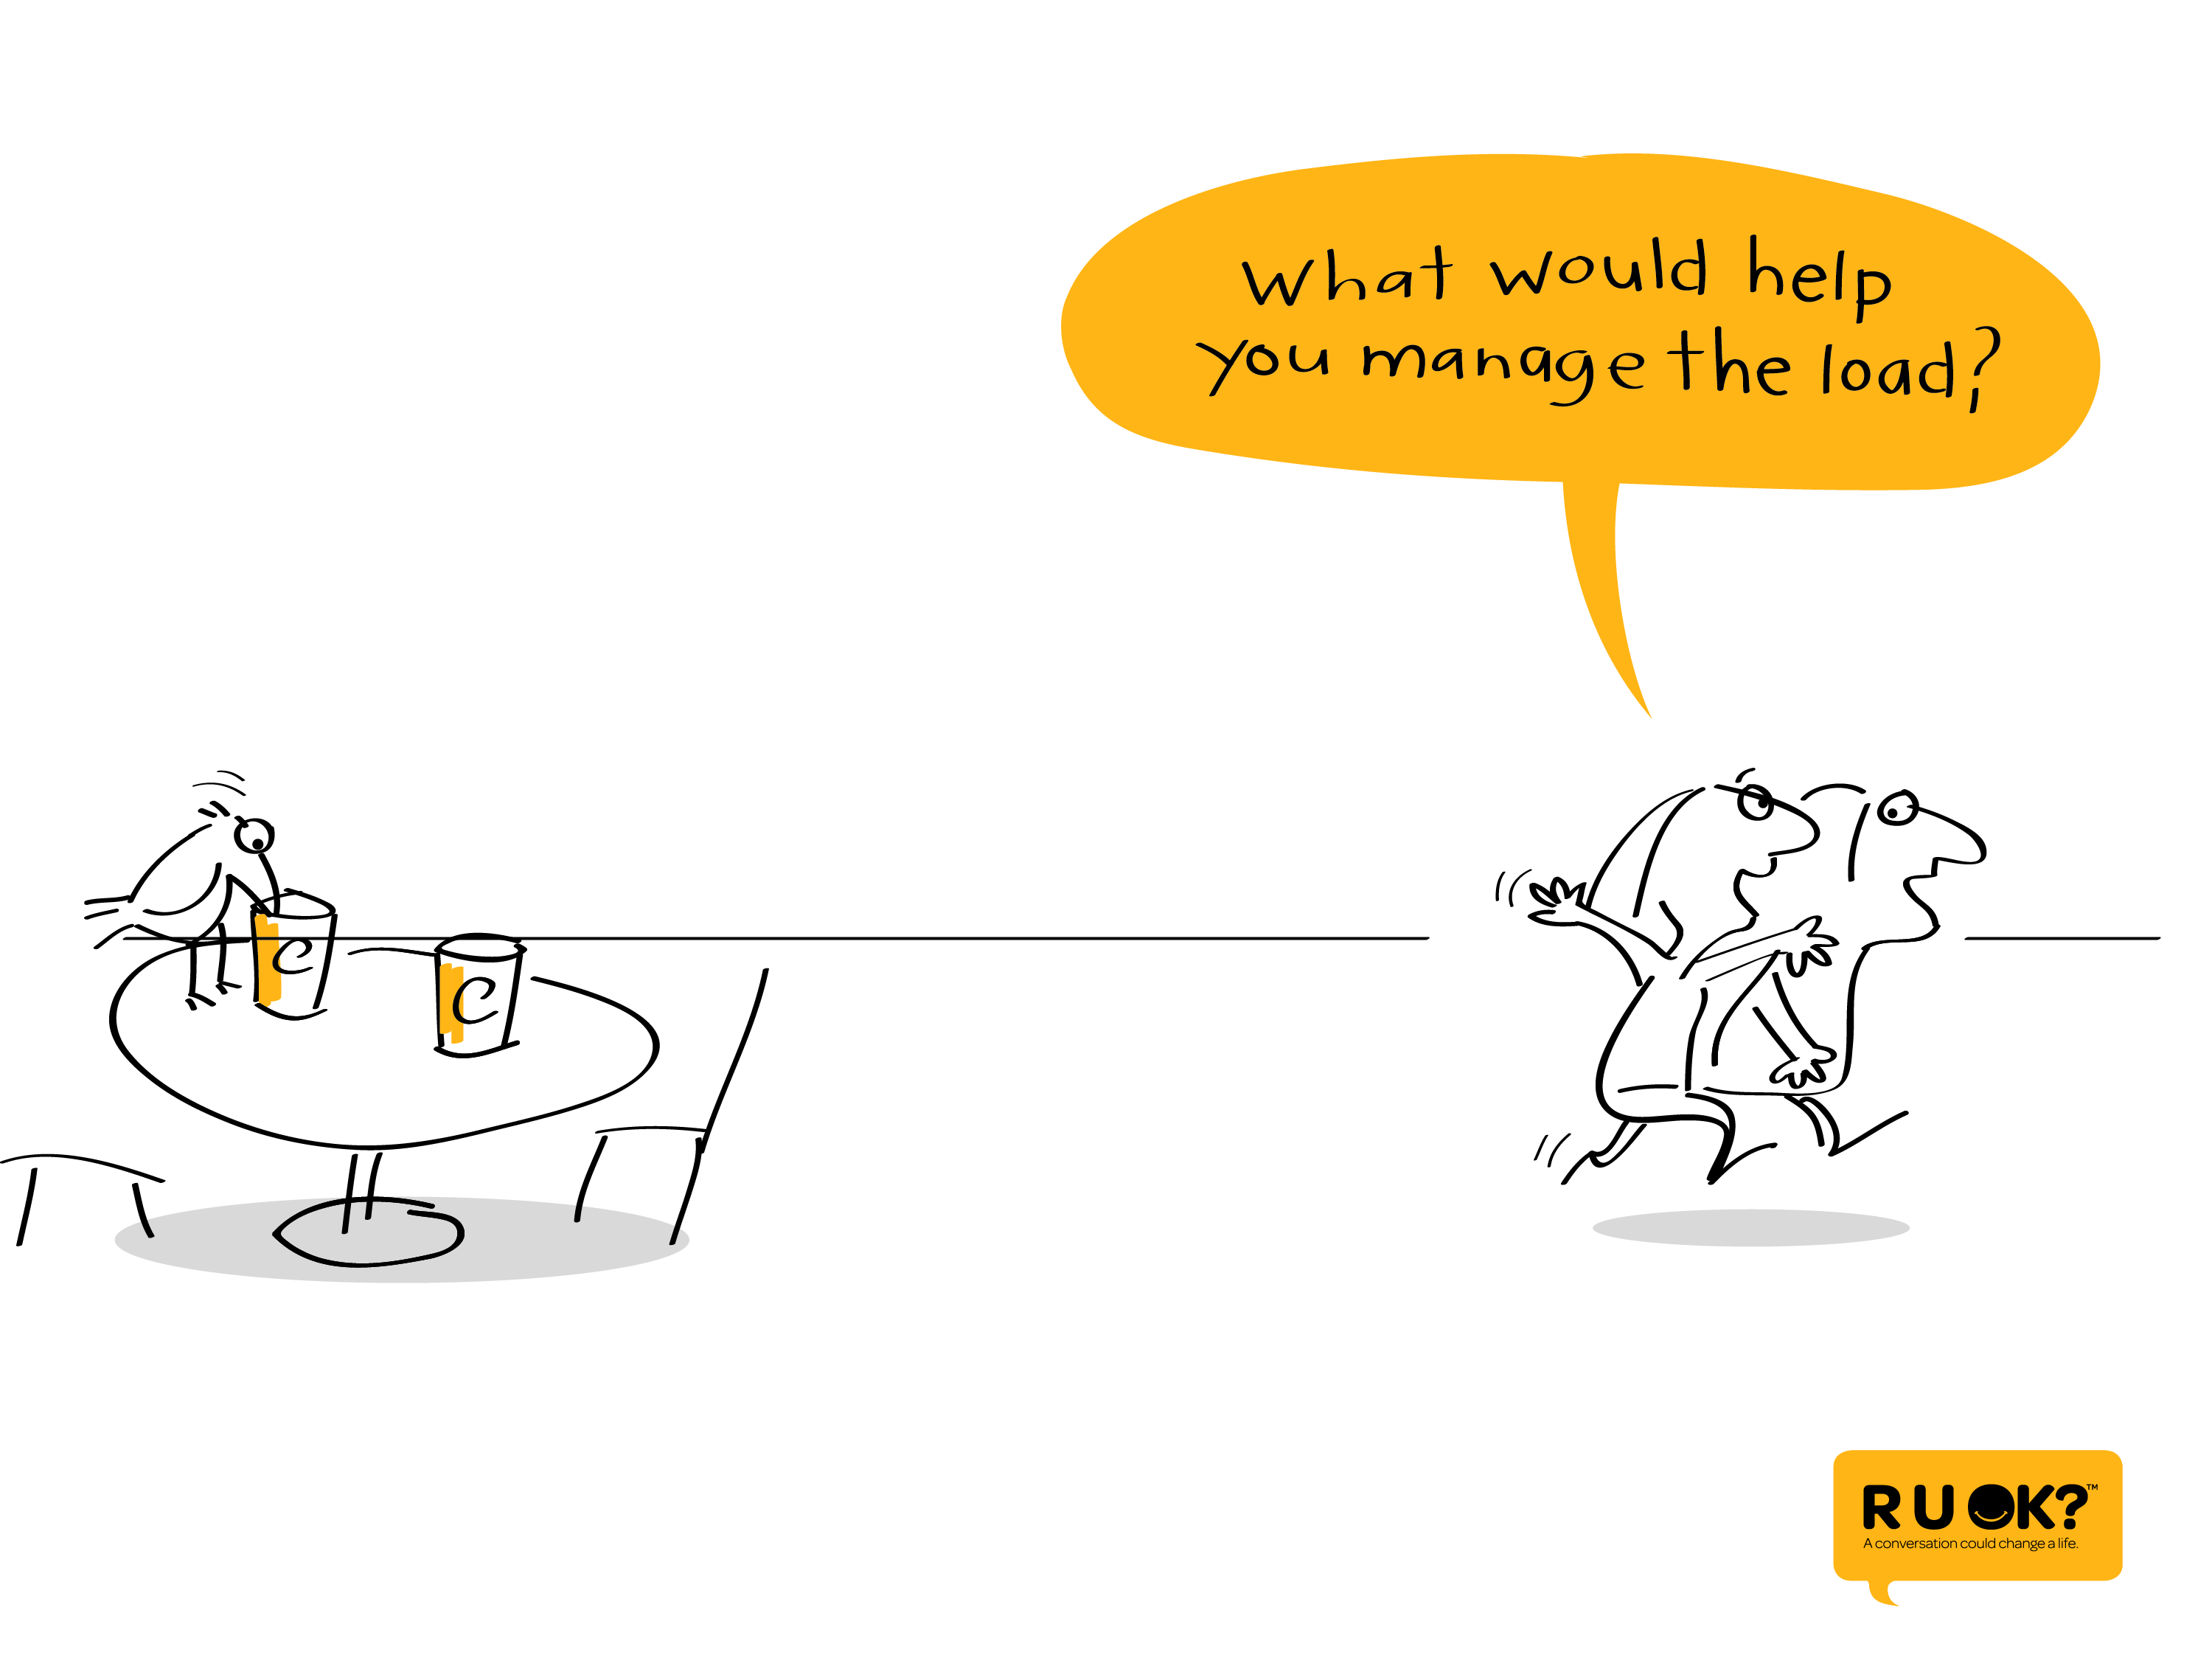 What would help
you manage the load,?
C
C
R U OK?™
A conversation could change a life.